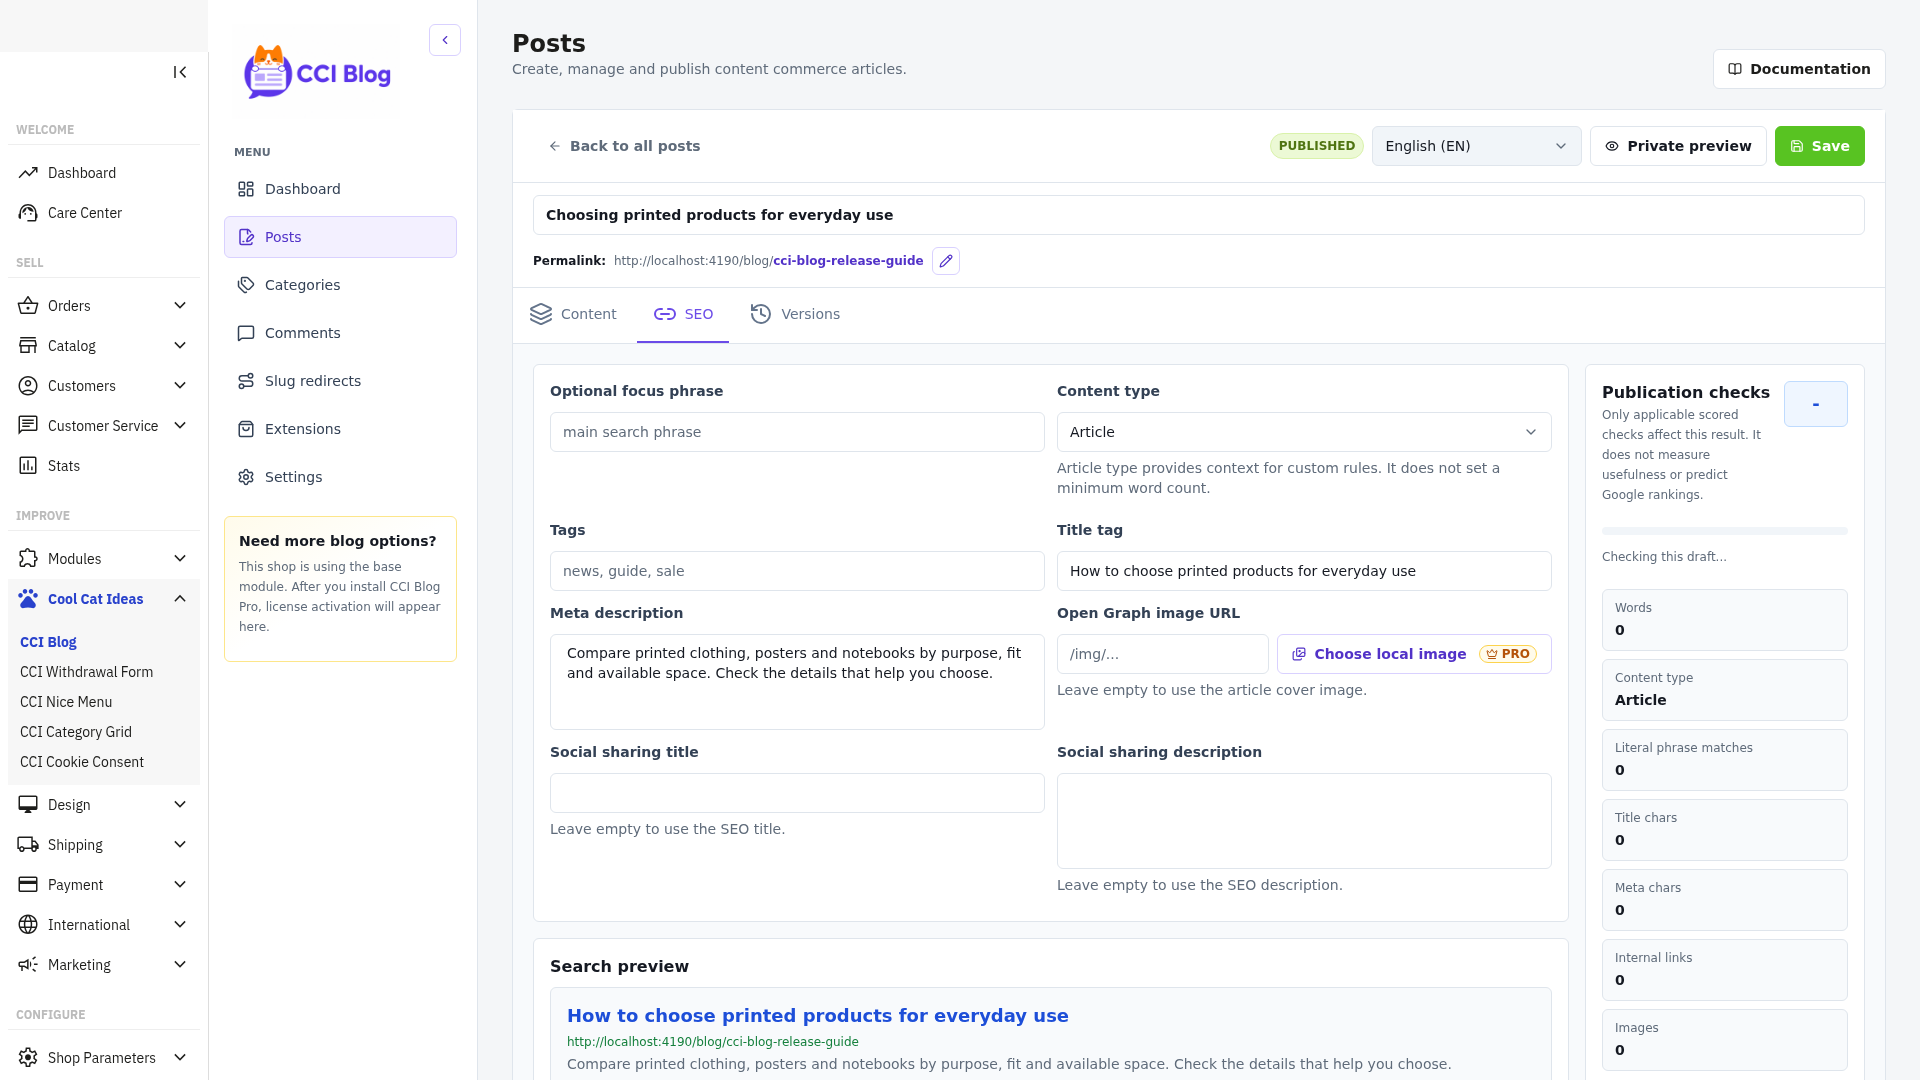 WELCOME
Dashboard
Care Center
SELL
Orders
Catalog
Customers
Customer Service
Stats
IMPROVE
Modules
Cool Cat Ideas
CCI Blog
CCI Withdrawal Form
CCI Nice Menu
CCI Category Grid
CCI Cookie Consent
Design
Shipping
Payment
International
Marketing
CONFIGURE
Shop Parameters
CCI Blog
MENU
Dashboard
Posts
Categories
Comments
Slug redirects
Extensions
Settings
Need more blog options?
This shop is using the base
module. After you install CCI Blog
Pro, license activation will appear
here.
Posts
Create, manage and publish content commerce articles.
Documentation
Back to all posts
PUBLISHED
English (EN)
Private preview
Save
Choosing printed products for everyday use
Permalink: http://localhost:4190/blog/cci-blog-release-guide
Content
SEO
Versions
Optional focus phrase
main search phrase
Content type
Article
Article type provides context for custom rules. It does not set a
minimum word count.
Tags
news, guide, sale
Title tag
How to choose printed products for everyday use
Meta description
Compare printed clothing, posters and notebooks by purpose, fit
and available space. Check the details that help you choose.
Open Graph image URL
/img/...
Choose local image PRO
Leave empty to use the article cover image.
Social sharing title
Leave empty to use the SEO title.
Social sharing description
Leave empty to use the SEO description.
Search preview
How to choose printed products for everyday use
http://localhost:4190/blog/cci-blog-release-guide
Compare printed clothing, posters and notebooks by purpose, fit and available space. Check the details that help you choose.
Publication checks
-
Only applicable scored
checks affect this result. It
does not measure
usefulness or predict
Google rankings.
Checking this draft...
Words
0
Content type
Article
Literal phrase matches
0
Title chars
0
Meta chars
0
Internal links
0
Images
0